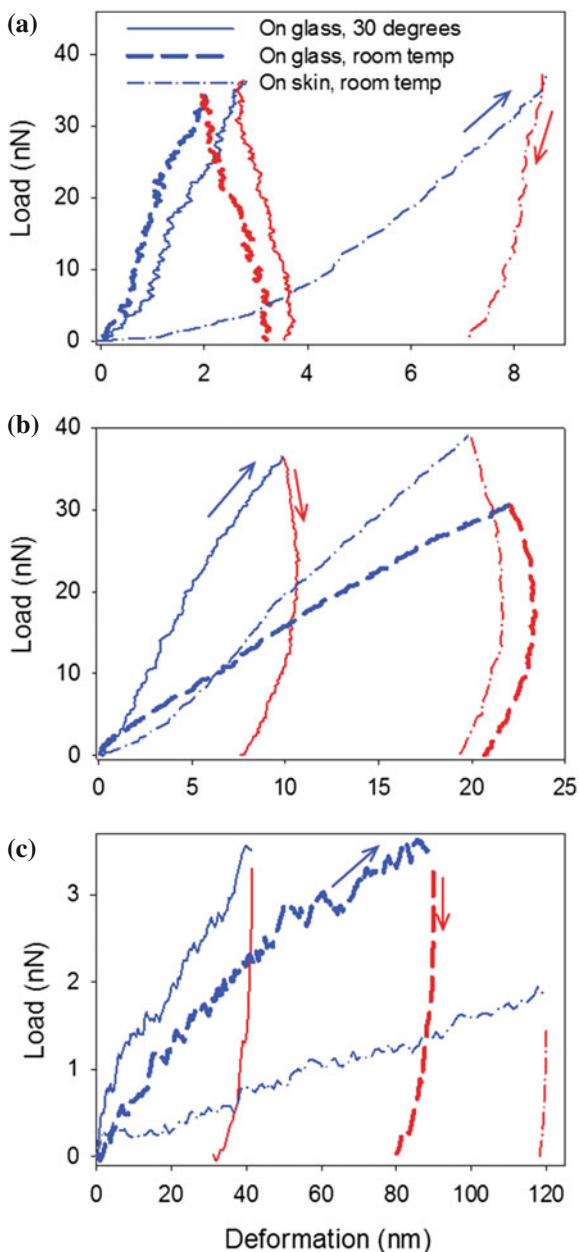 (a)
On glass, 30 degrees
On glass, room temp
On skin, room temp
40
30
20
10
0
Load (nN)
0 2 4 6 8
(b)
40
30
20
10
0
Load (nN)
0 5 10 15 20 25
(c)
3
2
1
0
Load (nN)
0 20 40 60 80 100 120
Deformation (nm)